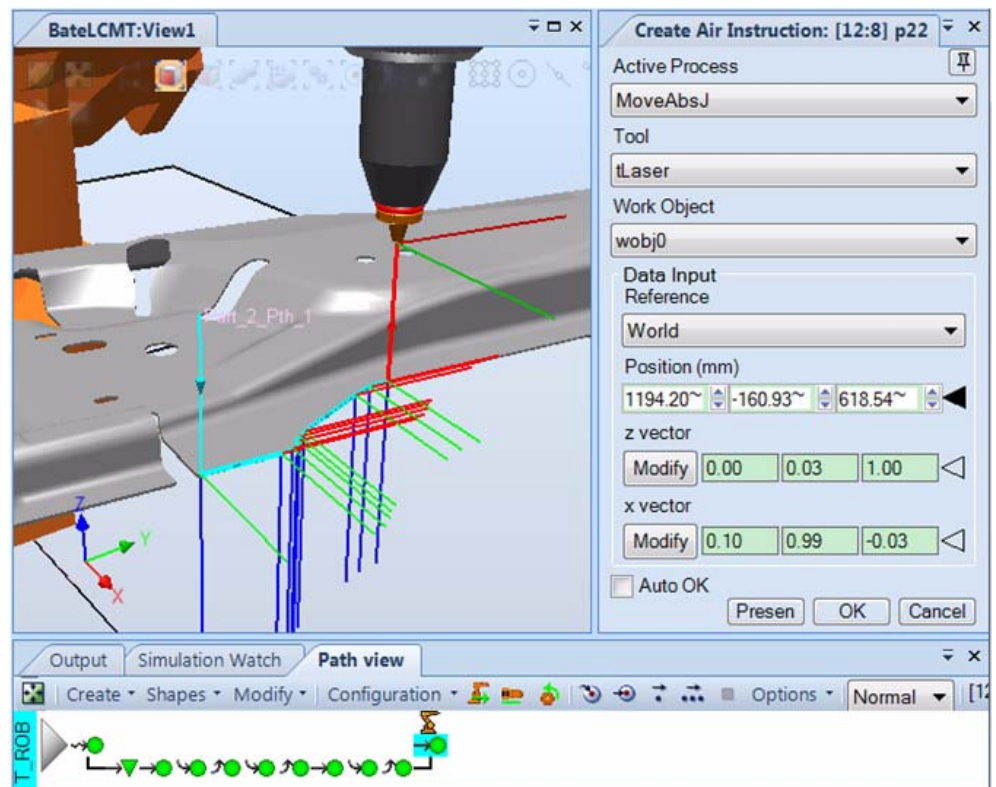 BateLCMT:View1
Part_2_Pth_1
Z
Y
X
Create Air Instruction: [12:8] p22
Active Process
MoveAbsJ
Tool
tLaser
Work Object
wobj0
Data Input
Reference
World
Position (mm)
1194.20~ -160.93~ 618.54~
z vector
Modify 0.00 0.03 1.00
x vector
Modify 0.10 0.99 -0.03
Auto OK
Presen OK Cancel
Output Simulation Watch Path view
Create Shapes Modify Configuration Options Normal [12
T_ROB